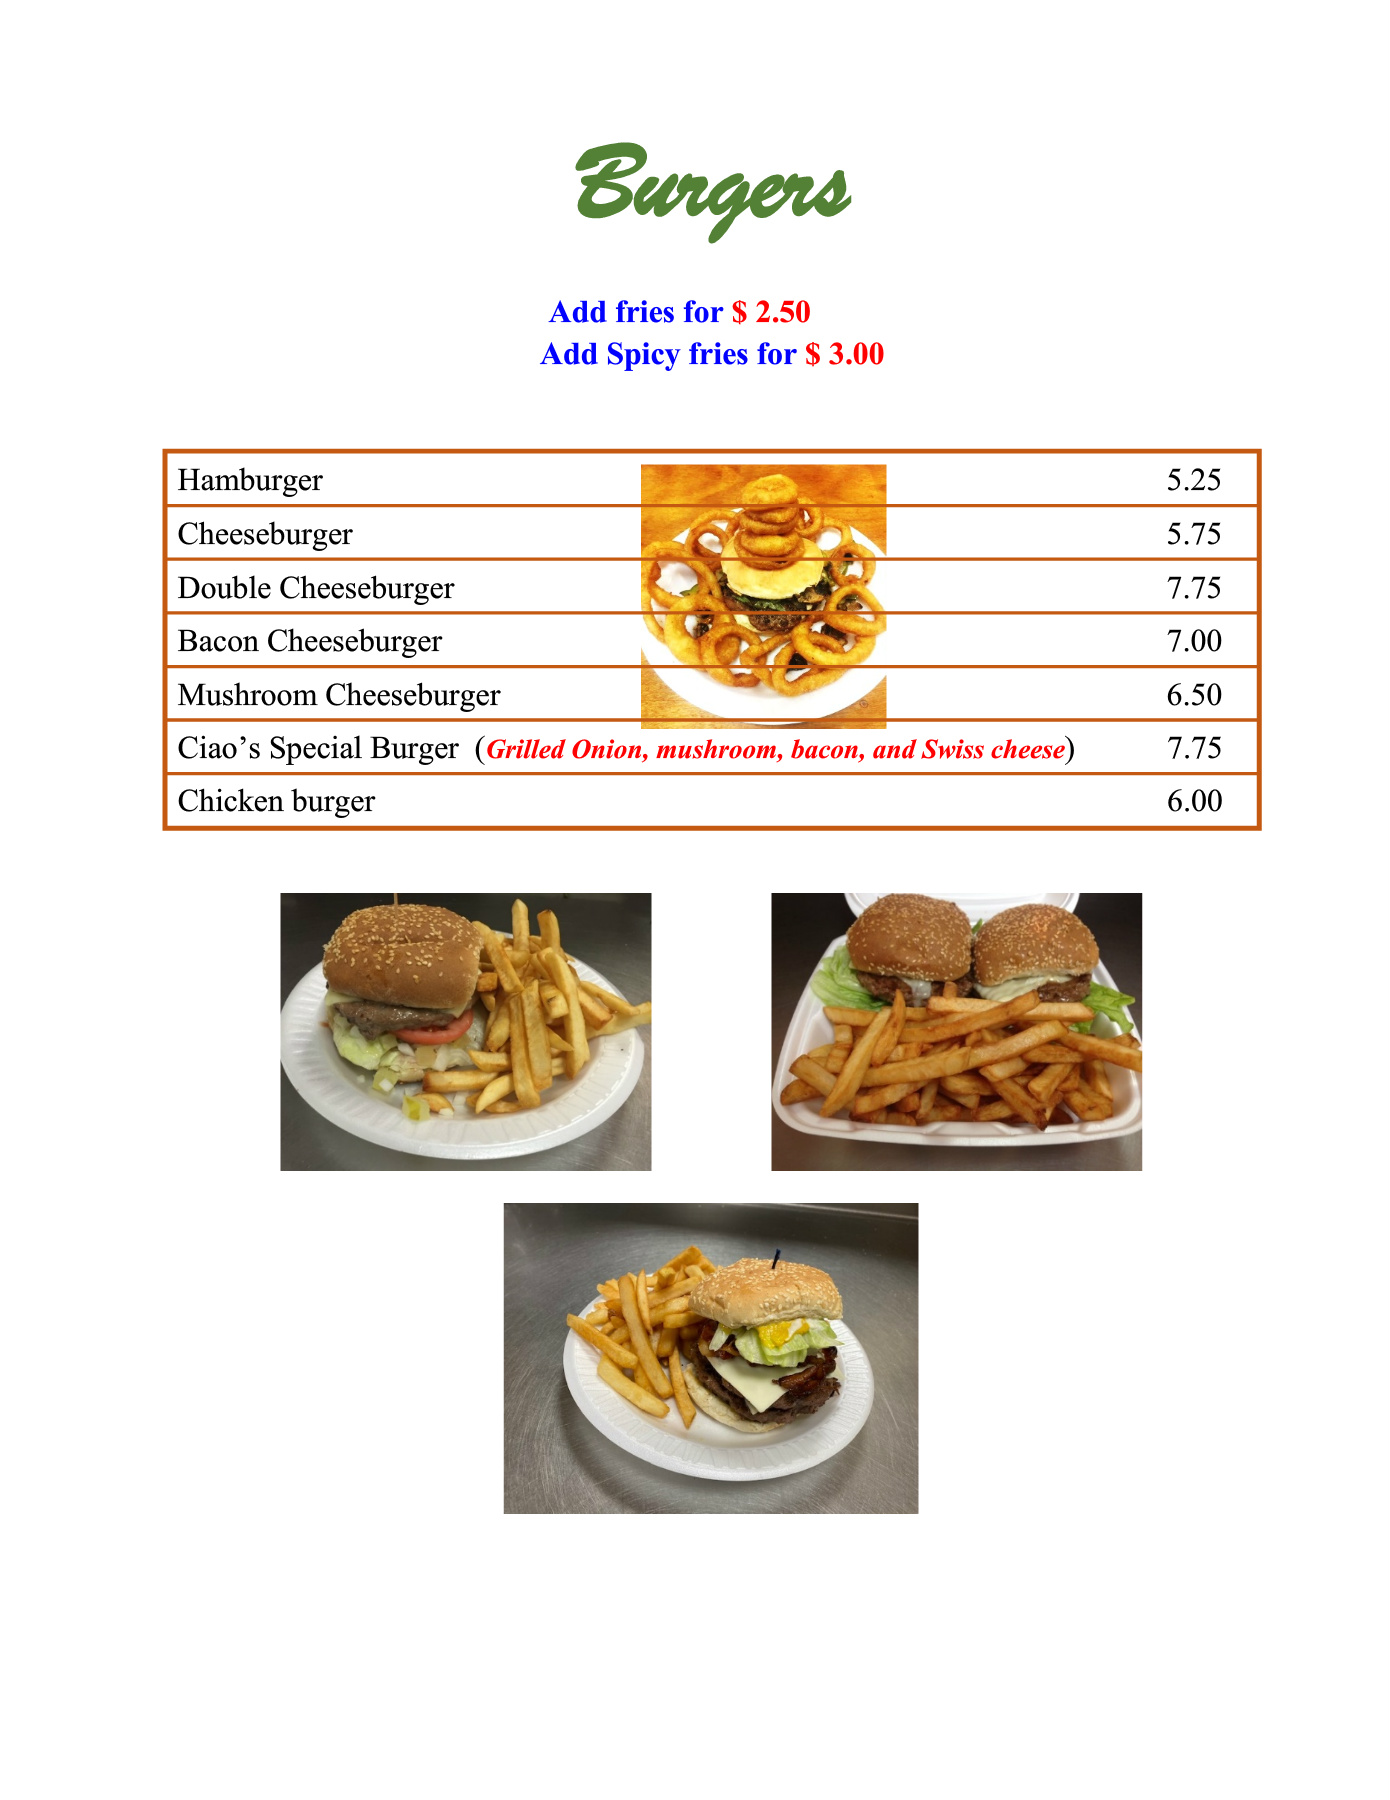 Burgers
Add fries for $ 2.50
Add Spicy fries for $ 3.00
Hamburger 5.25
Cheeseburger 5.75
Double Cheeseburger 7.75
Bacon Cheeseburger 7.00
Mushroom Cheeseburger 6.50
Ciao’s Special Burger (Grilled Onion, mushroom, bacon, and Swiss cheese) 7.75
Chicken burger 6.00